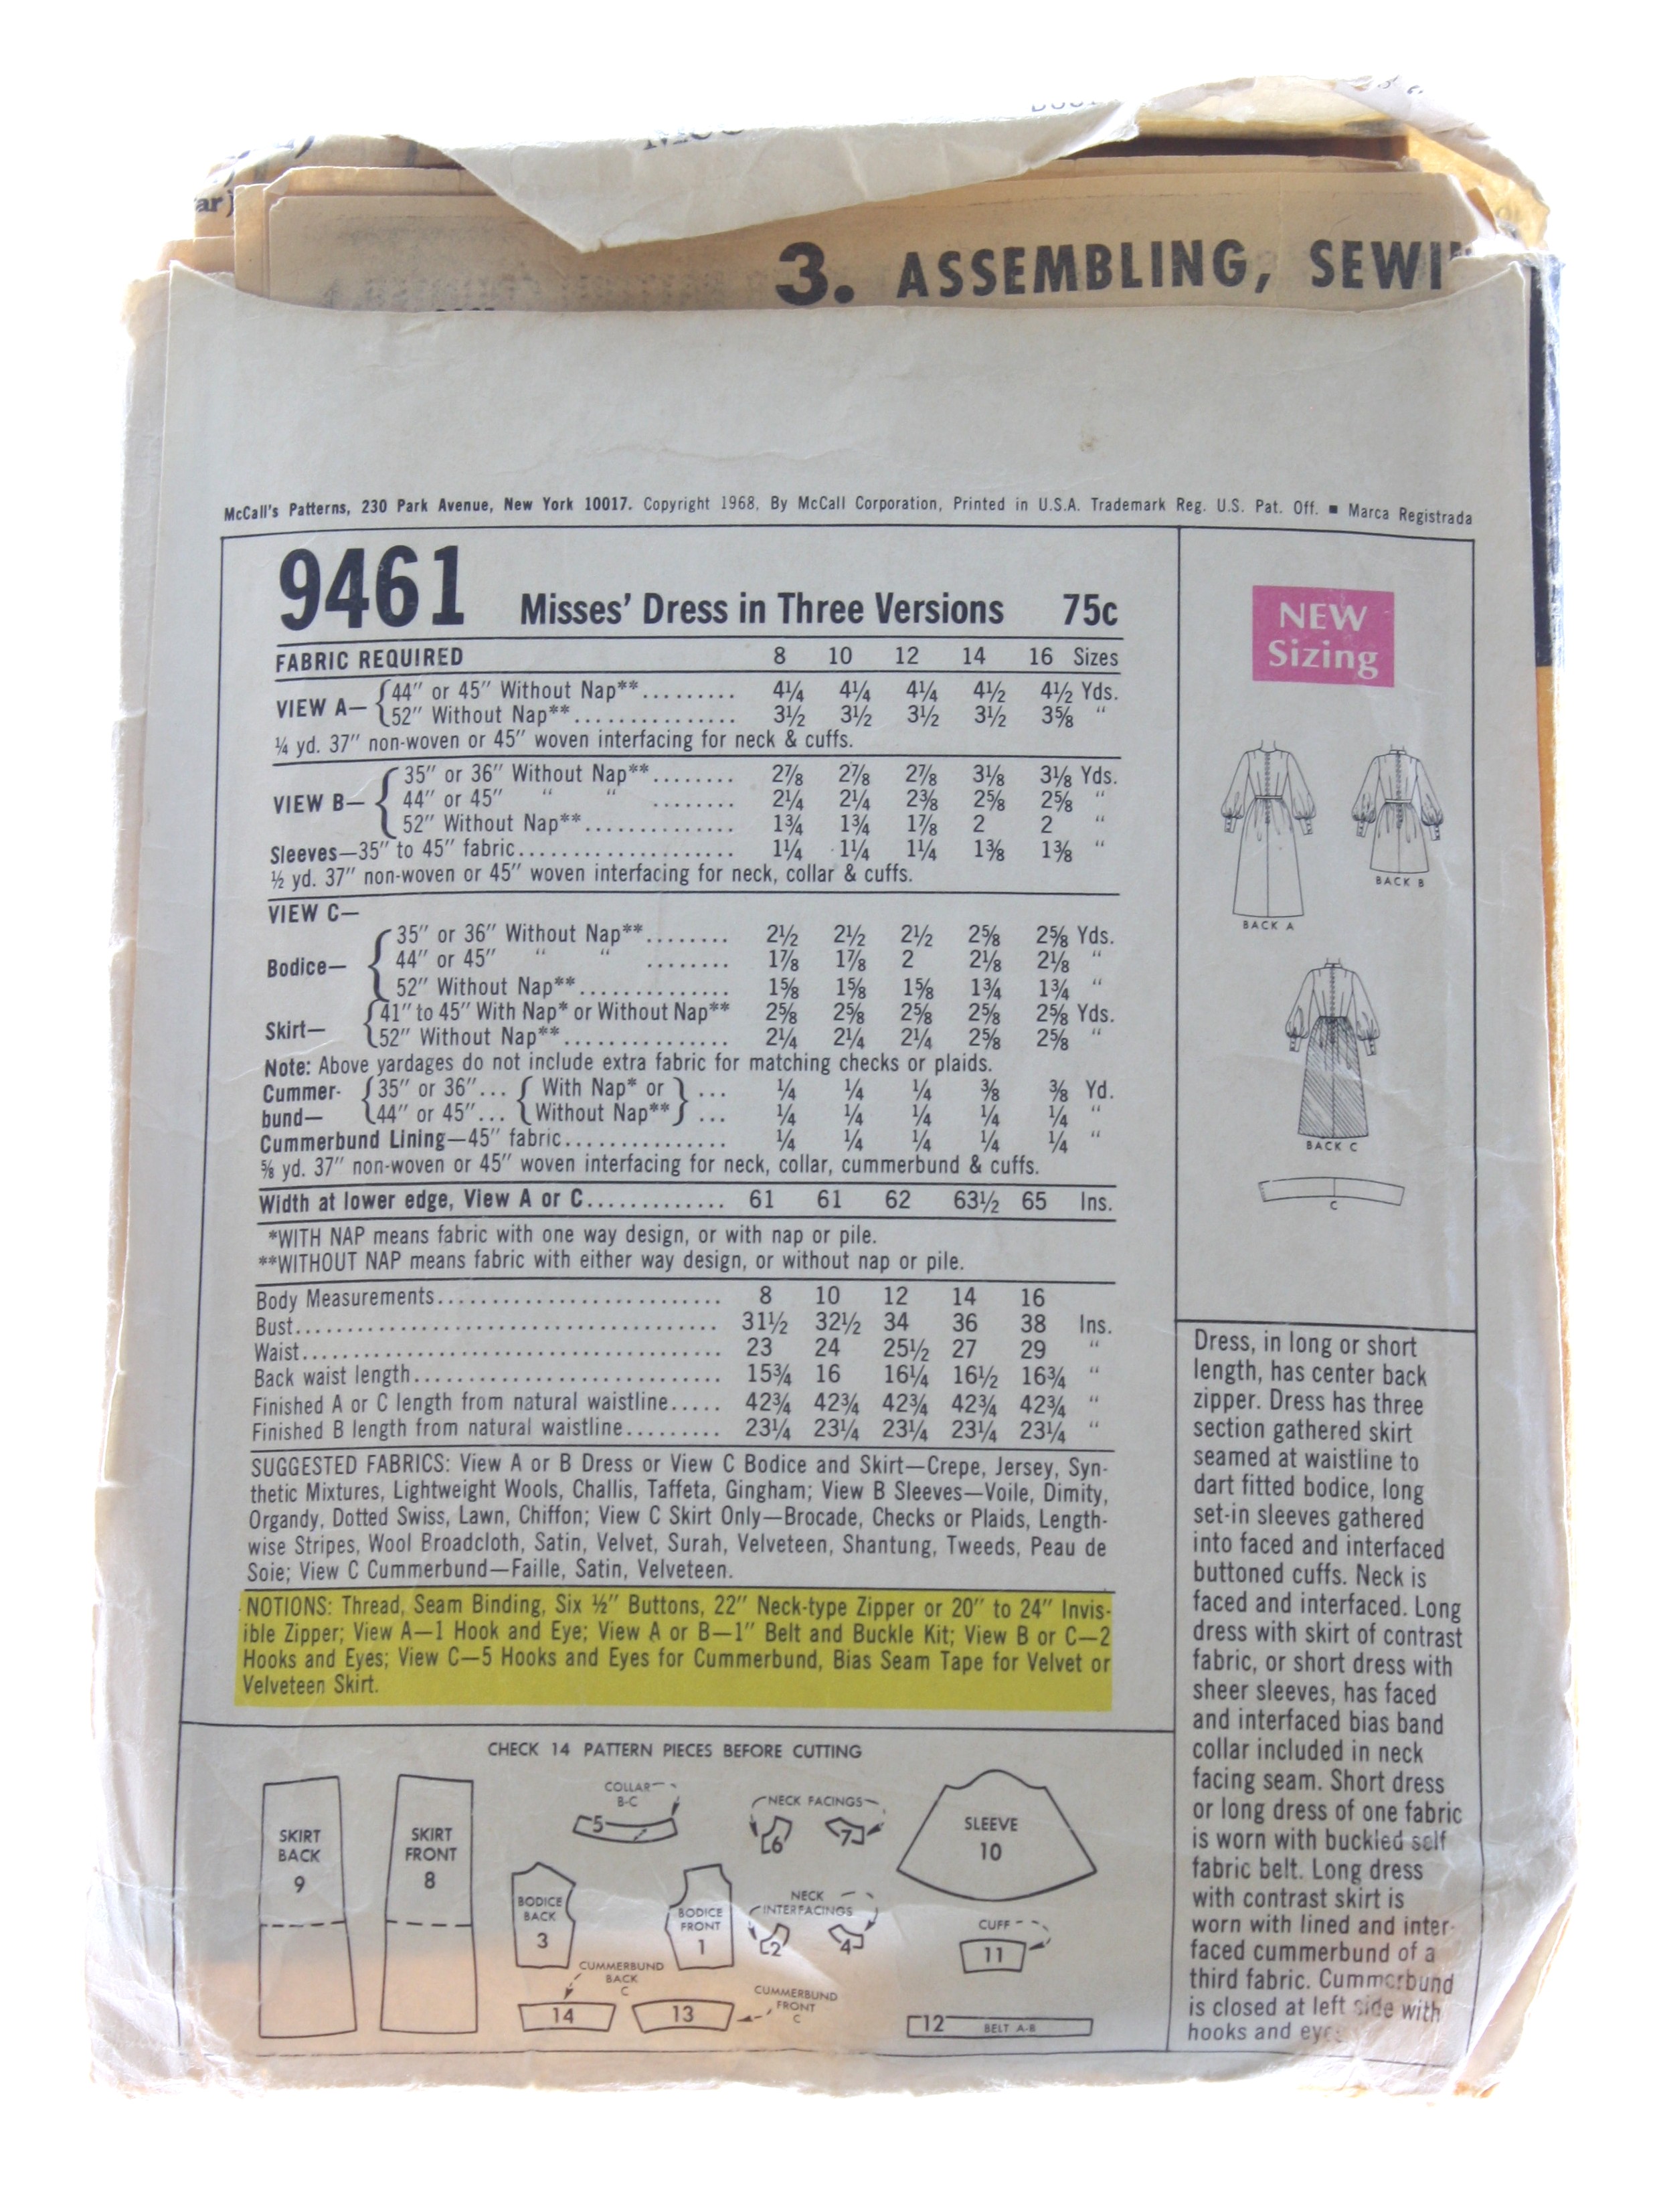 ar)
3. ASSEMBLING,
McCall's Patterns, 230 Park Avenue, New York 10017. Copyright 1968, By McCall Corporation, Printed in U.S.A. Trademark Reg. U.S. Pat. Off. ■ Marca Registrada
9461 Misses' Dress in Three Versions 75c
FABRIC REQUIRED 8 10 12 14 16 Sizes
VIEW A— { 44" or 45" Without Nap**......... 4¼ 4¼ 4¼ 4½ 4½ Yds.
52" Without Nap**............... 3½ 3½ 3½ 3½ 3⅝ "
¼ yd. 37" non-woven or 45" woven interfacing for neck & cuffs.
VIEW B— { 35" or 36" Without Nap**........ 2⅞ 2⅞ 2⅞ 3⅛ 3⅛ Yds.
44" or 45" " " ........ 2¼ 2¼ 2⅜ 2⅝ 2⅝ "
52" Without Nap**.............. 1¾ 1¾ 1⅞ 2 2 "
Sleeves—35" to 45" fabric..................... 1¼ 1¼ 1¼ 1⅜ 1⅜ "
½ yd. 37" non-woven or 45" woven interfacing for neck, collar & cuffs.
VIEW C—
Bodice— { 35" or 36" Without Nap**........ 2½ 2½ 2½ 2⅝ 2⅝ Yds.
44" or 45" " " ........ 1⅞ 1⅞ 2 2⅛ 2⅛ "
52" Without Nap**.............. 1⅝ 1⅝ 1⅝ 1¾ 1¾ "
Skirt— { 41" to 45" With Nap* or Without Nap** 2⅝ 2⅝ 2⅝ 2⅝ 2⅝ Yds.
52" Without Nap**............... 2¼ 2¼ 2¼ 2⅝ 2⅝ "
Note: Above yardages do not include extra fabric for matching checks or plaids.
Cummer- { 35" or 36"... { With Nap* or } ... ¼ ¼ ¼ ⅜ ⅜ Yd.
bund— 44" or 45"... Without Nap** ... ¼ ¼ ¼ ¼ ¼ "
Cummerbund Lining—45" fabric................ ¼ ¼ ¼ ¼ ¼ "
⅝ yd. 37" non-woven or 45" woven interfacing for neck, collar, cummerbund & cuffs.
Width at lower edge, View A or C............. 61 61 62 63½ 65 Ins.
*WITH NAP means fabric with one way design, or with nap or pile.
**WITHOUT NAP means fabric with either way design, or without nap or pile.
Body Measurements............................ 8 10 12 14 16
Bust......................................... 31½ 32½ 34 36 38 Ins.
Waist........................................ 23 24 25½ 27 29 "
Back waist length.............................. 15¾ 16 16¼ 16½ 16¾ "
Finished A or C length from natural waistline..... 42¾ 42¾ 42¾ 42¾ 42¾ "
Finished B length from natural waistline......... 23¼ 23¼ 23¼ 23¼ 23¼ "
SUGGESTED FABRICS: View A or B Dress or View C Bodice and Skirt—Crepe, Jersey, Syn-
thetic Mixtures, Lightweight Wools, Challis, Taffeta, Gingham; View B Sleeves—Voile, Dimity,
Organdy, Dotted Swiss, Lawn, Chiffon; View C Skirt Only—Brocade, Checks or Plaids, Length-
wise Stripes, Wool Broadcloth, Satin, Velvet, Surah, Velveteen, Shantung, Tweeds, Peau de
Soie; View C Cummerbund—Faille, Satin, Velveteen.
NOTIONS: Thread, Seam Binding, Six ½" Buttons, 22" Neck-type Zipper or 20" to 24" Invis-
ible Zipper; View A—1 Hook and Eye; View A or B—1" Belt and Buckle Kit; View B or C—2
Hooks and Eyes; View C—5 Hooks and Eyes for Cummerbund, Bias Seam Tape for Velvet or
Velveteen Skirt.
CHECK 14 PATTERN PIECES BEFORE CUTTING
SKIRT
BACK
9
SKIRT
FRONT
8
COLLAR
B-C
5
NECK FACINGS
6
7
SLEEVE
10
BODICE
BACK
3
BODICE
FRONT
1
NECK
INTERFACINGS
2
4
CUFF
11
CUMMERBUND
BACK
C
14
13
CUMMERBUND
FRONT
C
12 BELT A-B
NEW
Sizing
BACK A
BACK B
BACK C
C
Dress, in long or short
length, has center back
zipper. Dress has three
section gathered skirt
seamed at waistline to
dart fitted bodice, long
set-in sleeves gathered
into faced and interfaced
buttoned cuffs. Neck is
faced and interfaced. Long
dress with skirt of contrast
fabric, or short dress with
sheer sleeves, has faced
and interfaced bias band
collar included in neck
facing seam. Short dress
or long dress of one fabric
is worn with buckled self
fabric belt. Long dress
with contrast skirt is
worn with lined and inter-
faced cummerbund of a
third fabric. Cummerbund
is closed at left side with
hooks and eyes